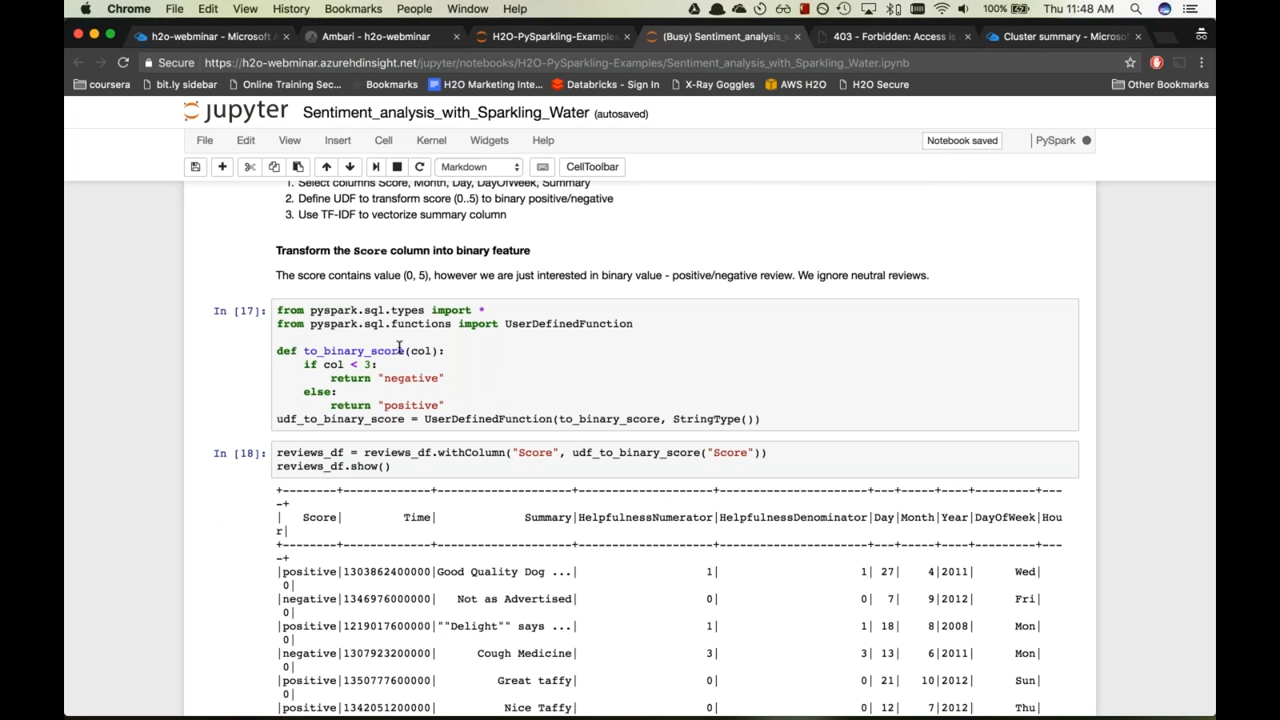 Chrome File Edit View History Bookmarks People Window Help 100% Thu 11:48 AM
h2o-webminar - Microsoft A Ambari - h2o-webminar H2O-PySparkling-Examples (Busy) Sentiment_analysis_w 403 - Forbidden: Access is Cluster summary - Microsof
Secure https://h2o-webminar.azurehdinsight.net/jupyter/notebooks/H2O-PySparkling-Examples/Sentiment_analysis_with_Sparkling_Water.ipynb
coursera bit.ly sidebar Online Training Sec... Bookmarks H2O Marketing Inte... Databricks - Sign In X-Ray Goggles AWS H2O H2O Secure Other Bookmarks
jupyter Sentiment_analysis_with_Sparkling_Water (autosaved)
File Edit View Insert Cell Kernel Widgets Help Notebook saved PySpark
Markdown CellToolbar
1. Select columns Score, Month, Day, DayOfWeek, Summary
2. Define UDF to transform score (0..5) to binary positive/negative
3. Use TF-IDF to vectorize summary column
Transform the Score column into binary feature
The score contains value (0, 5), however we are just interested in binary value - positive/negative review. We ignore neutral reviews.
In [17]: from pyspark.sql.types import *
from pyspark.sql.functions import UserDefinedFunction
def to_binary_score(col):
if col < 3:
return "negative"
else:
return "positive"
udf_to_binary_score = UserDefinedFunction(to_binary_score, StringType())
In [18]: reviews_df = reviews_df.withColumn("Score", udf_to_binary_score("Score"))
reviews_df.show()
+--------+-------------+--------------------+--------------------+----------------------+---+-----+----+---------+---
-+
| Score| Time| Summary|HelpfulnessNumerator|HelpfulnessDenominator|Day|Month|Year|DayOfWeek|Hou
r|
+--------+-------------+--------------------+--------------------+----------------------+---+-----+----+---------+---
-+
|positive|1303862400000|Good Quality Dog ...| 1| 1| 27| 4|2011| Wed|
0|
|negative|1346976000000| Not as Advertised| 0| 0| 7| 9|2012| Fri|
0|
|positive|1219017600000|""Delight"" says ...| 1| 1| 18| 8|2008| Mon|
0|
|negative|1307923200000| Cough Medicine| 3| 3| 13| 6|2011| Mon|
0|
|positive|1350777600000| Great taffy| 0| 0| 21| 10|2012| Sun|
0|
|positive|1342051200000| Nice Taffy| 0| 0| 12| 7|2012| Thu|